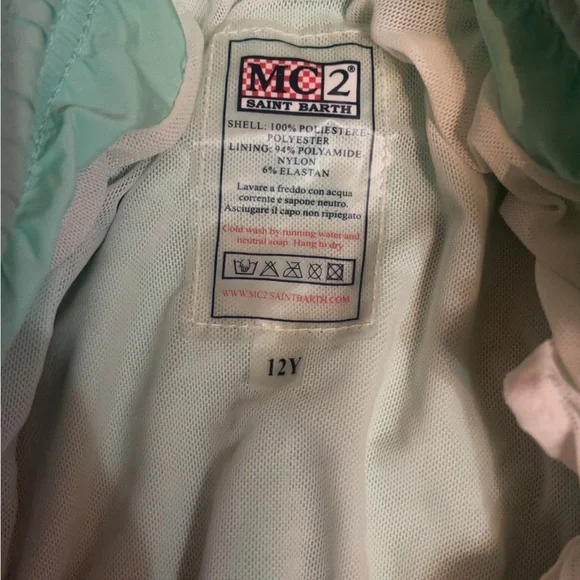 MC2®
SAINT BARTH
SHELL: 100% POLIESTERE-
POLYESTER
LINING: 94% POLYAMIDE
NYLON
6% ELASTAN
Lavare a freddo con acqua
corrente e sapone neutro.
Asciugare il capo non ripiegato
Cold wash by running water and
neutral soap. Hang to dry
WWW.MC2 SAINTBARTH.COM
12Y